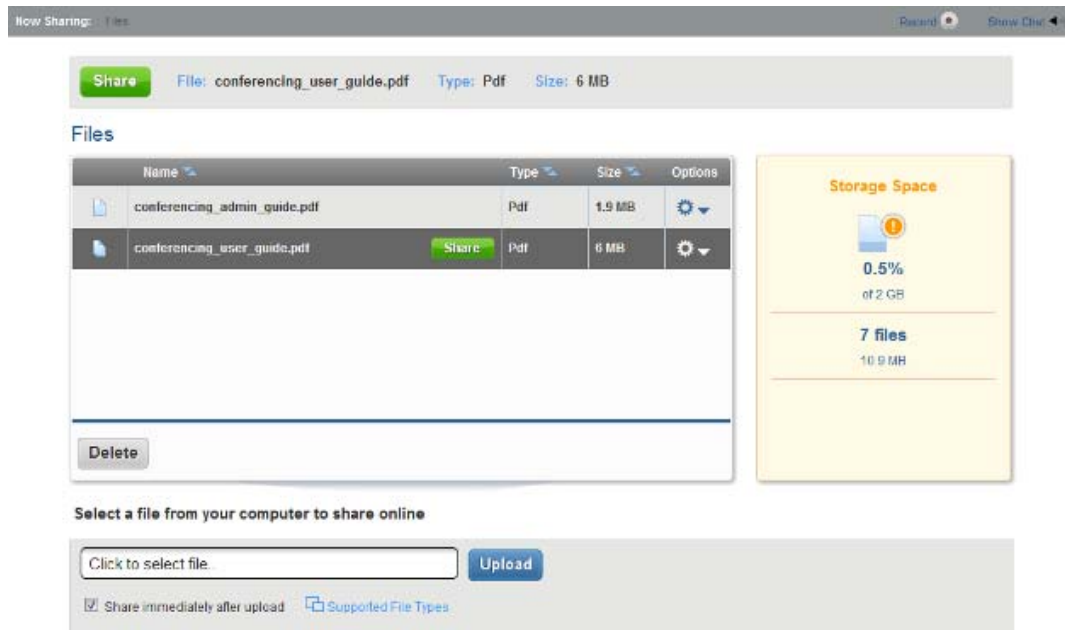 Now Sharing: Files Record Show Chat
Share File: conferencing_user_guide.pdf Type: Pdf Size: 6 MB
Files
Name Type Size Options
conferencing_admin_guide.pdf Pdf 1.9 MB
conferencing_user_guide.pdf Share Pdf 6 MB
Storage Space
0.5%
of 2 GB
7 files
10.9 MB
Delete
Select a file from your computer to share online
Click to select file.. Upload
Share immediately after upload Supported File Types